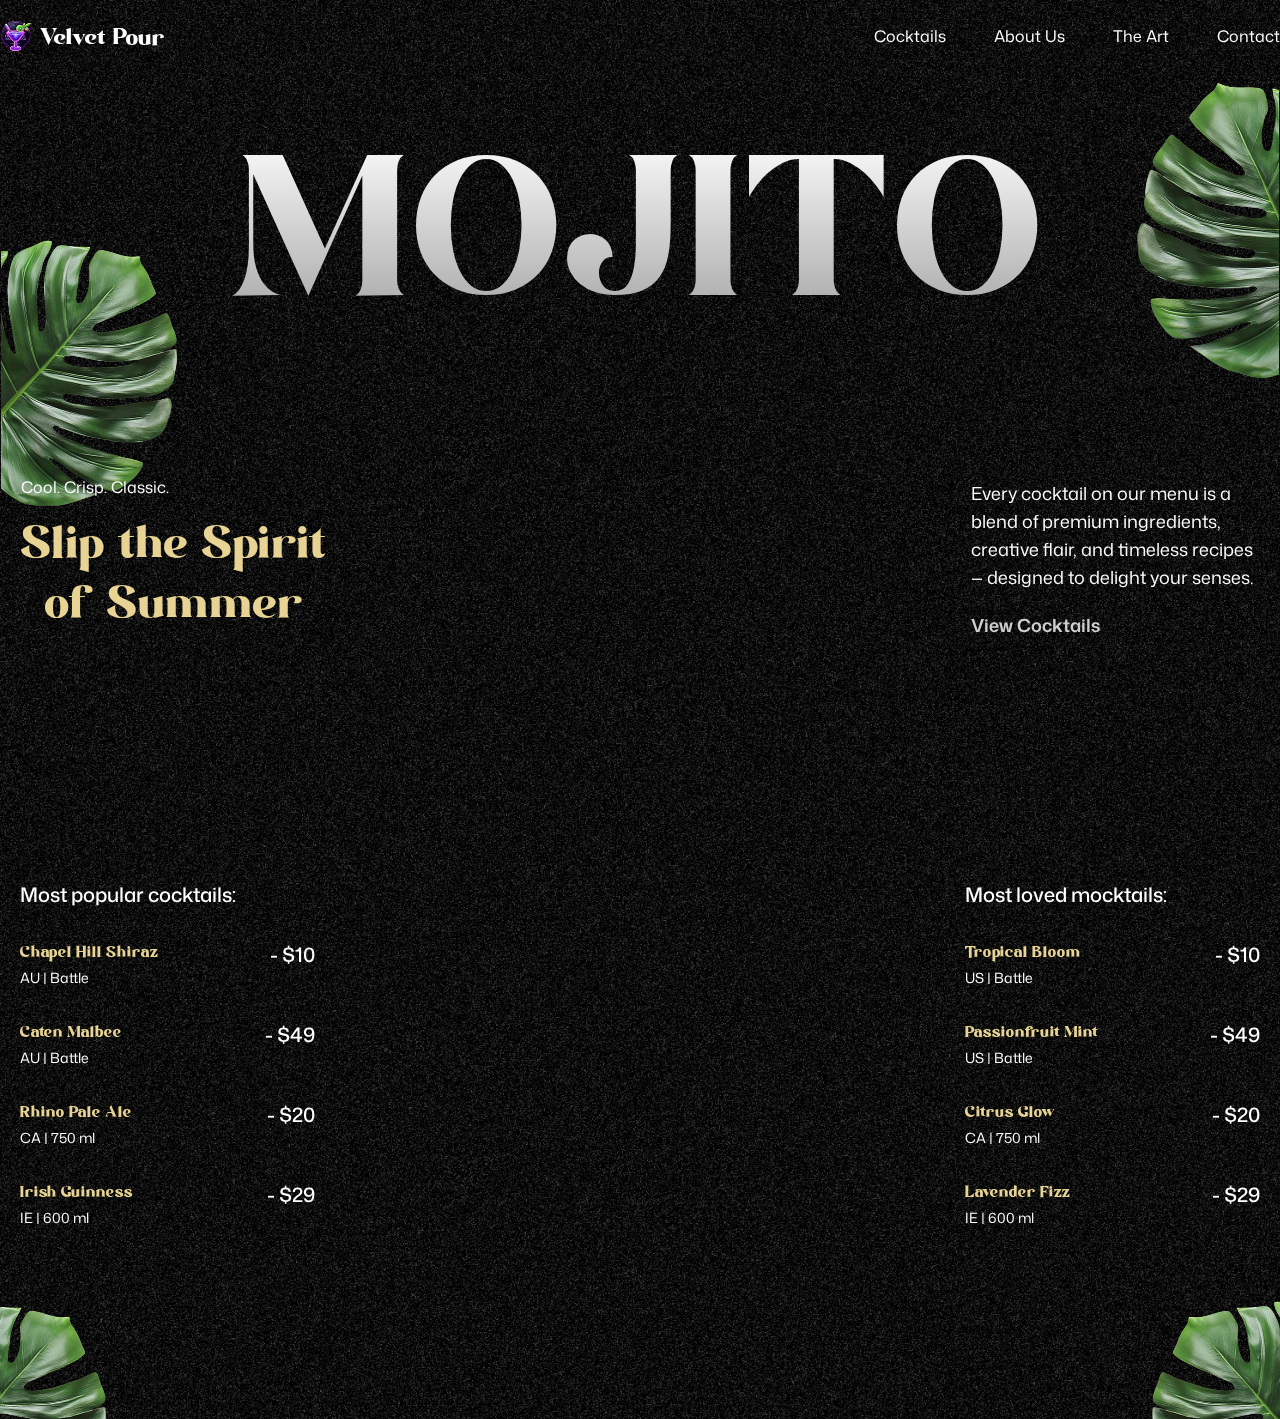 Velvet Pour
Cocktails
About Us
The Art
Contact
MOJITO
Cool. Crisp. Classic.
Slip the Spirit
of Summer
Every cocktail on our menu is a
blend of premium ingredients,
creative flair, and timeless recipes
— designed to delight your senses.
View Cocktails
Most popular cocktails:
Chapel Hill Shiraz
- $10
AU | Battle
Caten Malbee
- $49
AU | Battle
Rhino Pale Ale
- $20
CA | 750 ml
Irish Guinness
- $29
IE | 600 ml
Most loved mocktails:
Tropical Bloom
- $10
US | Battle
Passionfruit Mint
- $49
US | Battle
Citrus Glow
- $20
CA | 750 ml
Lavender Fizz
- $29
IE | 600 ml